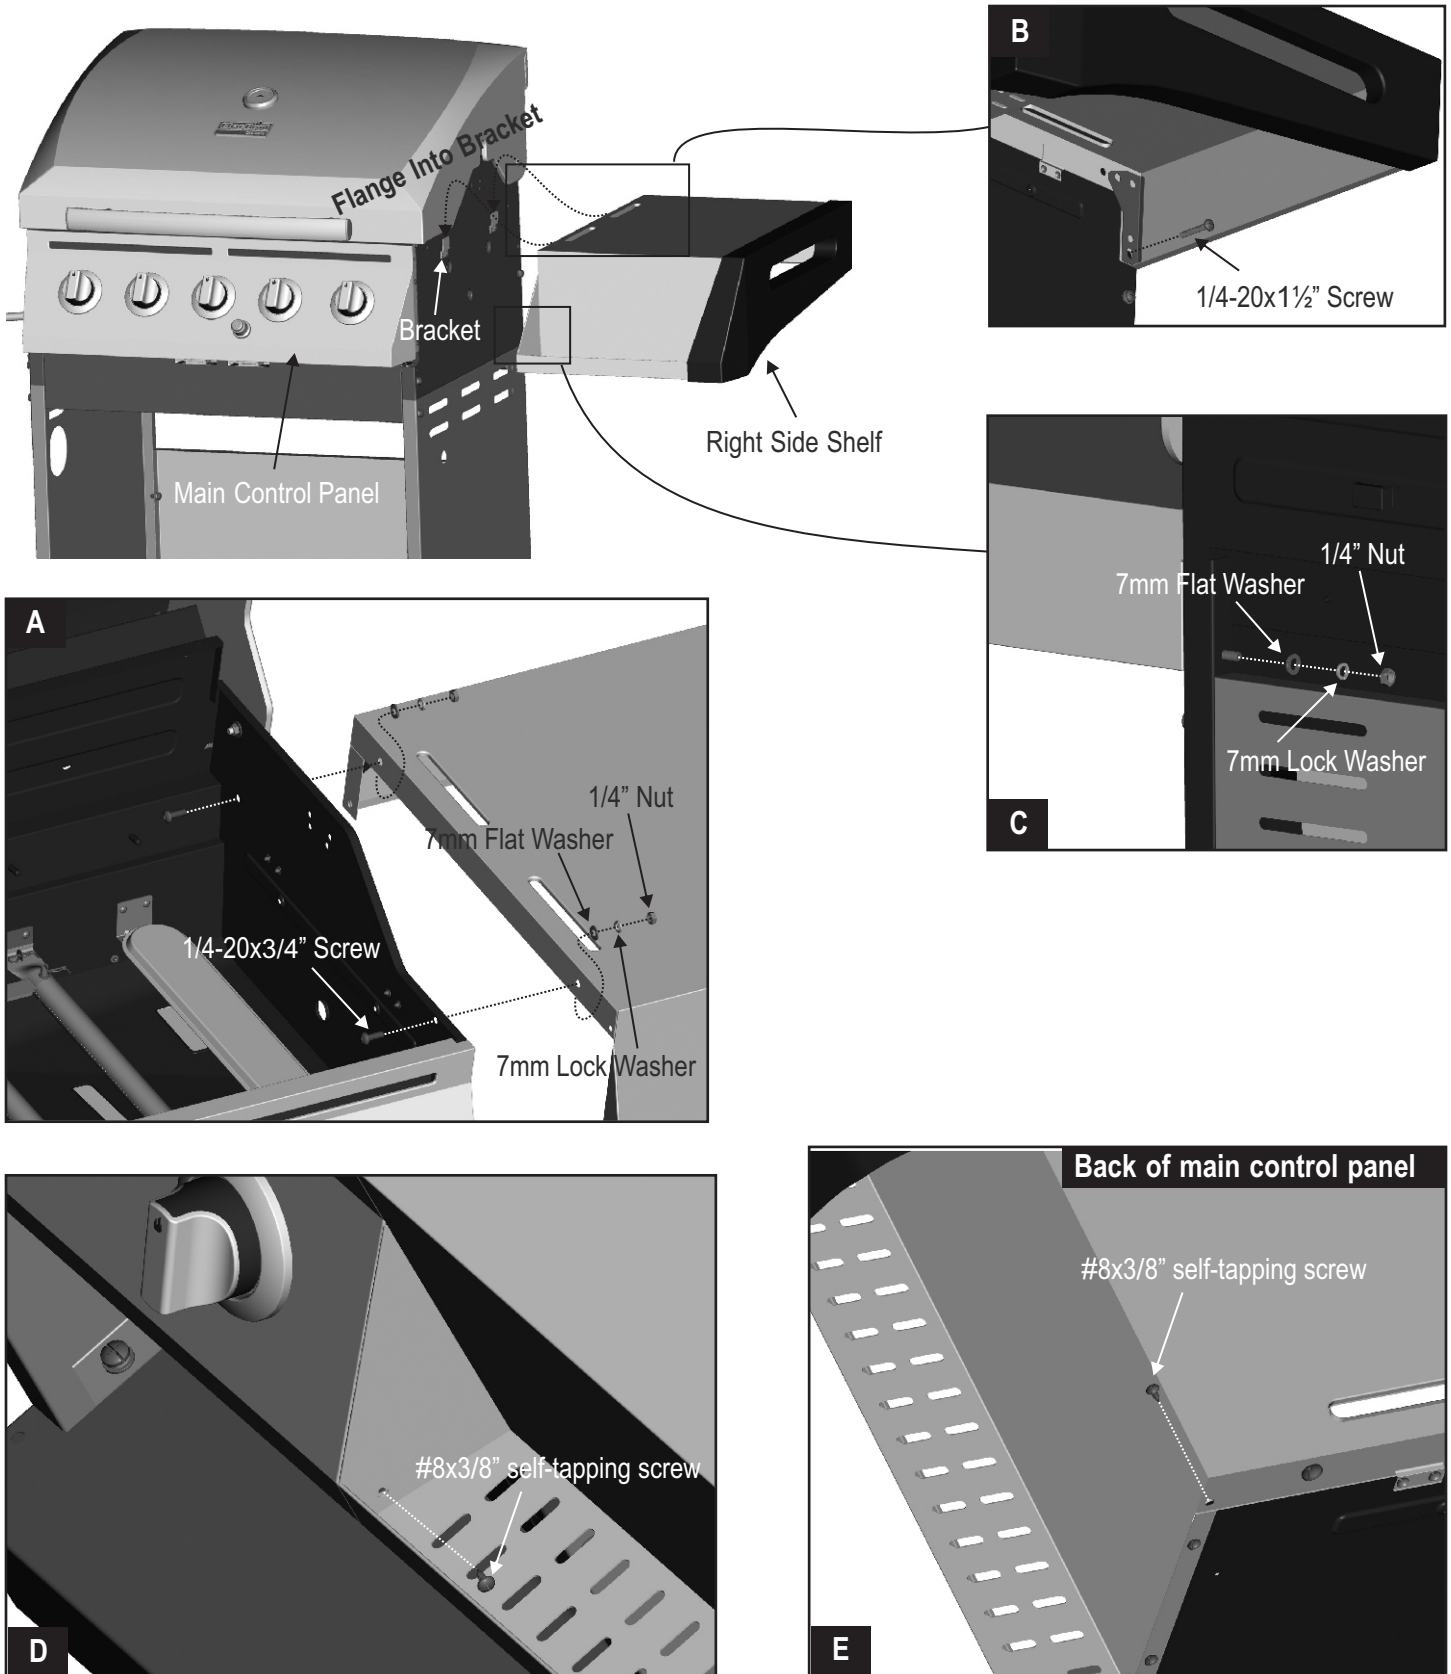 Flange Into Bracket
Bracket
Main Control Panel
Right Side Shelf
B
1/4-20x1½” Screw
1/4” Nut
7mm Flat Washer
7mm Lock Washer
C
A
1/4” Nut
7mm Flat Washer
1/4-20x3/4” Screw
7mm Lock Washer
#8x3/8” self-tapping screw
D
Back of main control panel
#8x3/8” self-tapping screw
E